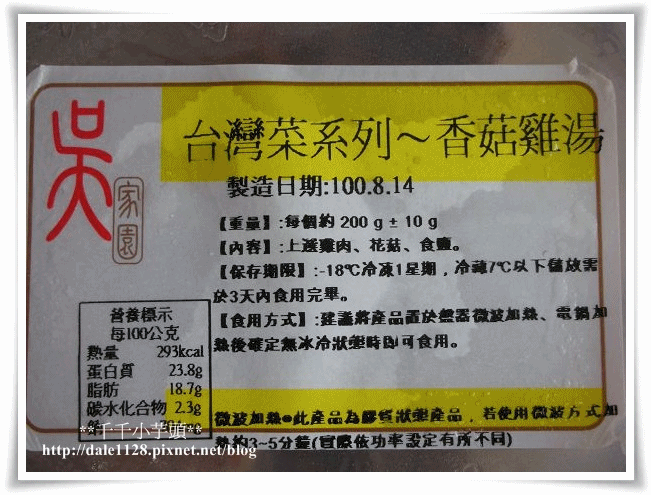 吳
家園
台灣菜系列～香菇雞湯
製造日期:100.8.14
【重量】:每個約 200 g ± 10 g
【內容】:上選雞肉、花菇、食鹽。
【保存期限】:-18℃冷凍1星期，冷藏7℃以下儲放需
於3天內食用完畢。
【食用方式】:建議將產品置於盤器微波加熱、電鍋加
熱後確定無冰冷狀態時即可食用。
營養標示
每100公克
熱量 293kcal
蛋白質 23.8g
脂肪 18.7g
碳水化合物 2.3g
微波加熱 此產品為膠質狀態產品，若使用微波方式加
熱約3~5分鐘(實際依功率設定有所不同)
**千千小芋頭**
http://dale1128.pixnet.net/blog